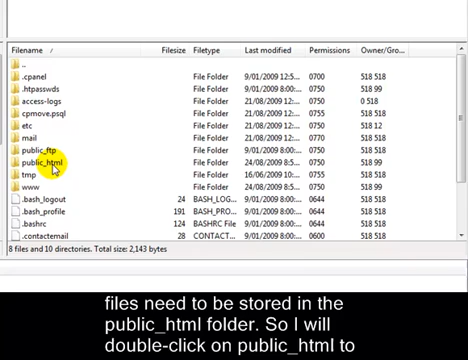 Filename / Filesize Filetype Last modified Permissions Owner/Gro...
..
.cpanel File Folder 9/01/2009 12:5... 0700 518 518
.htpasswds File Folder 9/01/2009 8:00:... 0750 518 99
access-logs File Folder 21/08/2009 12:... 0750 0 518
cpmove.psql File Folder 21/08/2009 12:... 0755 518 518
etc File Folder 21/08/2009 12:... 0750 518 12
mail File Folder 21/08/2009 12:... 0770 518 518
public_ftp File Folder 9/01/2009 8:00:... 0755 518 518
public_html File Folder 24/08/2009 8:5... 0750 518 99
tmp File Folder 16/06/2009 10:... 0755 518 518
www File Folder 24/08/2009 8:5... 0750 518 99
.bash_logout 24 BASH_LOG... 9/01/2009 8:00:... 0644 518 518
.bash_profile 191 BASH_PRO... 9/01/2009 8:00:... 0644 518 518
.bashrc 124 BASHRC File 9/01/2009 8:00:... 0644 518 518
.contactemail 28 CONTACT... 9/01/2009 8:00:... 0600 518 518
8 files and 10 directories. Total size: 2,143 bytes
files need to be stored in the
public_html folder. So I will
double-click on public_html to